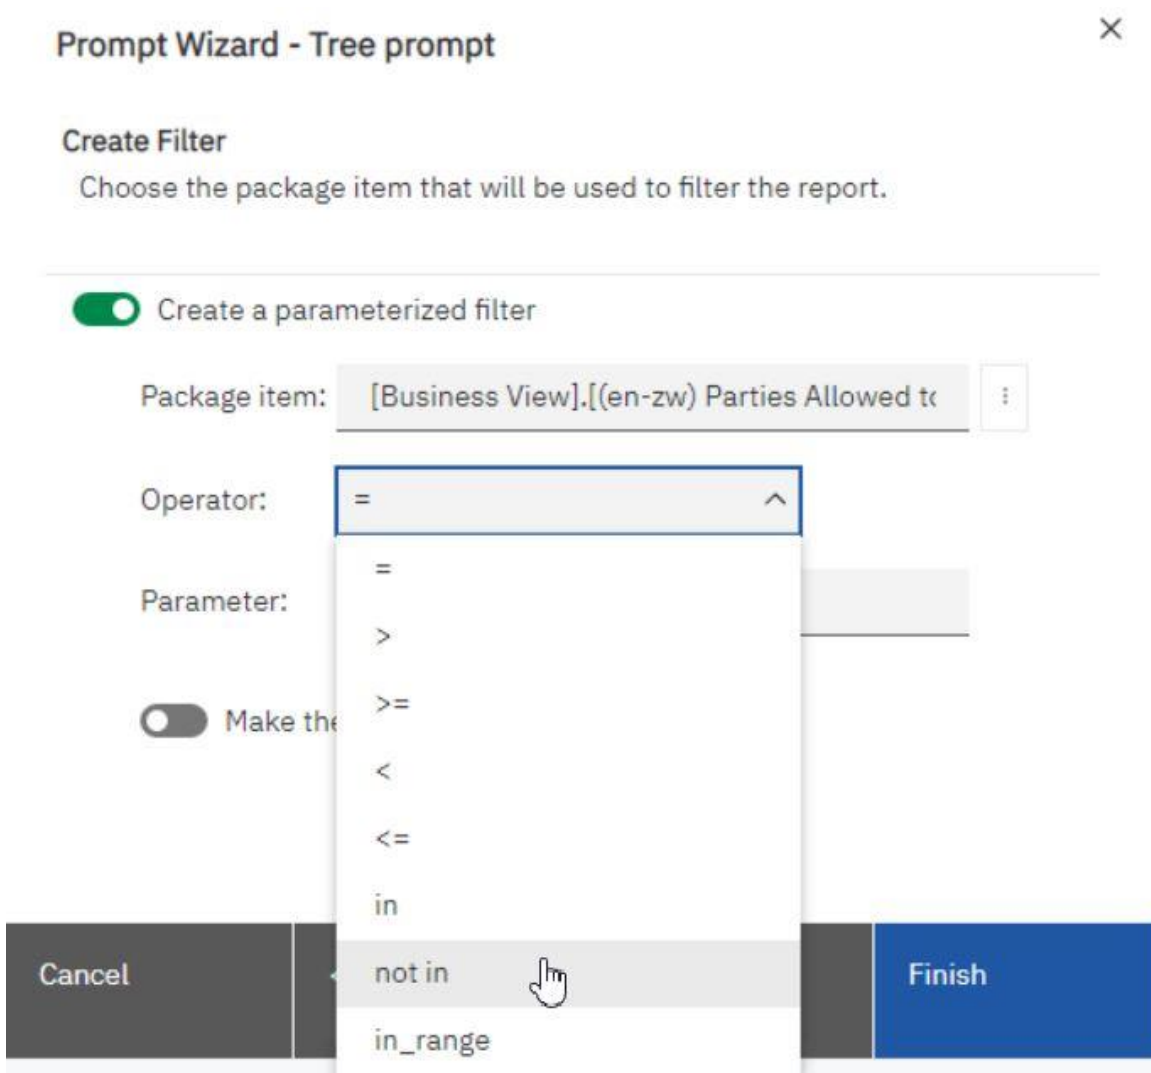 Prompt Wizard - Tree prompt
Create Filter
Choose the package item that will be used to filter the report.
Create a parameterized filter
Package item: [Business View].[(en-zw) Parties Allowed to
Operator: =
=
Parameter:
>
>=
Make the
<
<=
in
Cancel
not in
Finish
in_range